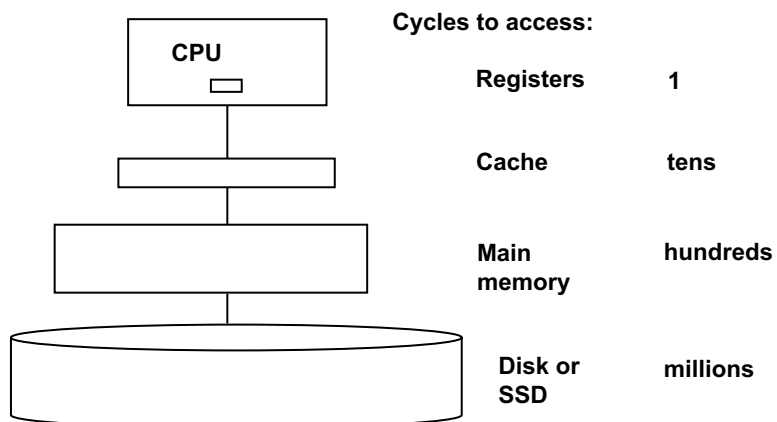 Cycles to access:
CPU
Registers 1
Cache tens
Main memory hundreds
Disk or SSD millions